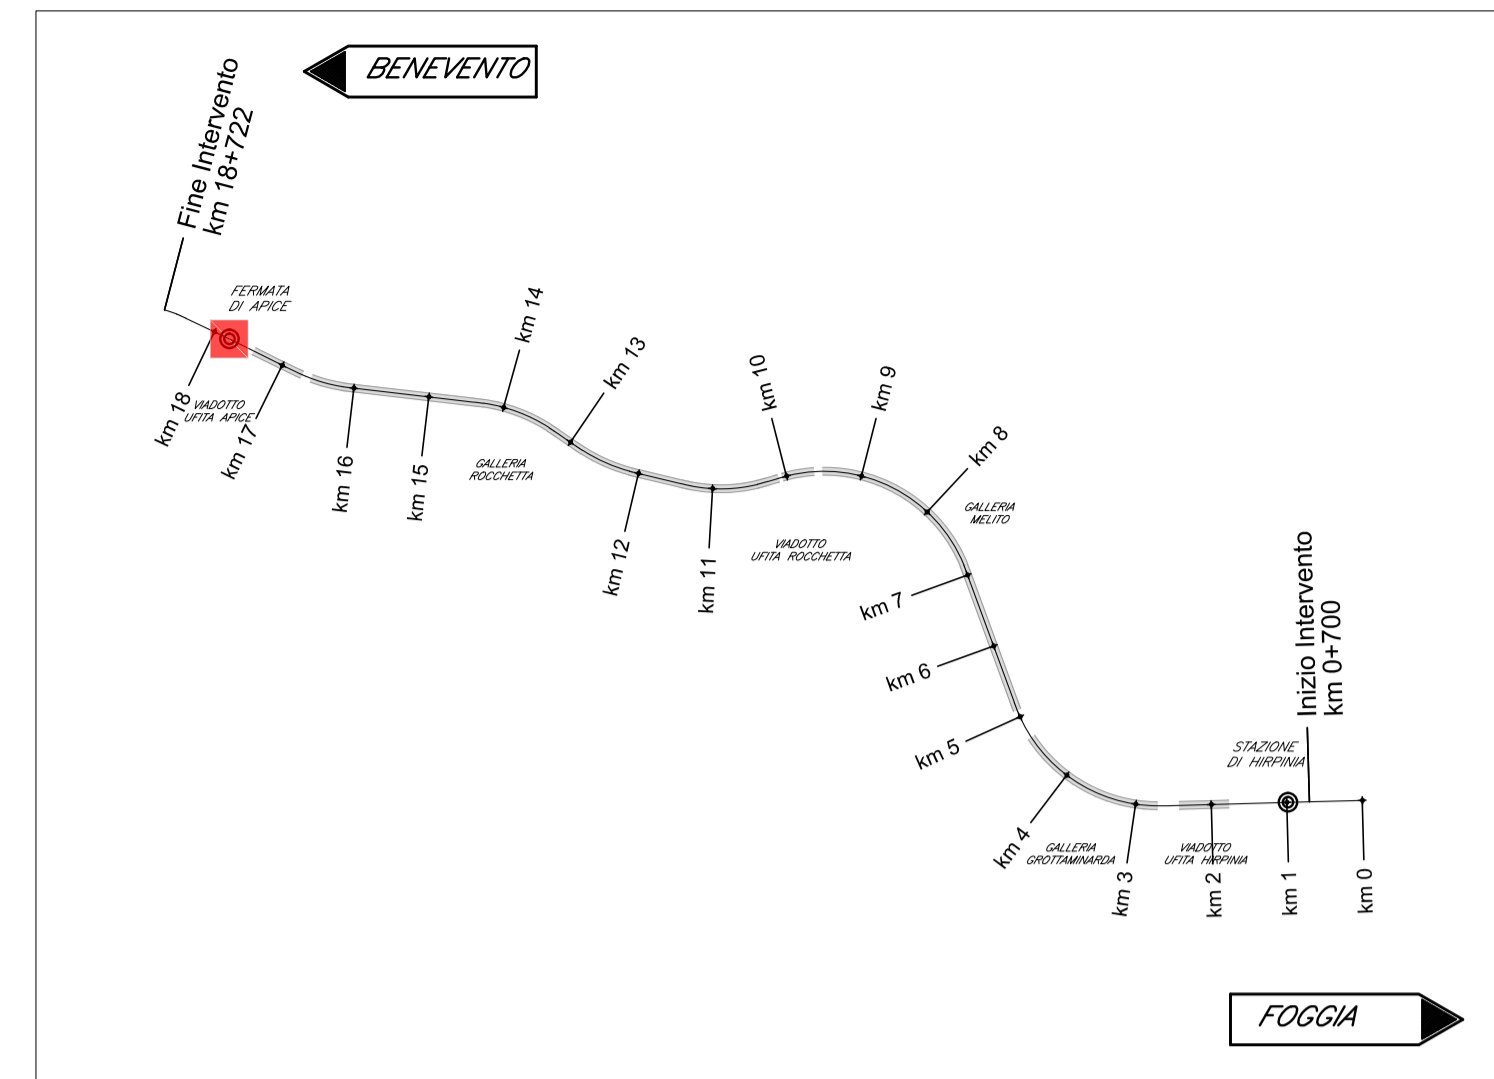 BENEVENTO
Fine Intervento
km 18+722
FERMATA
DI APICE
km 18
VIADOTTO
UFITA APICE
km 17
km 16
km 15
km 14
GALLERIA
ROCCHETTA
km 13
km 12
km 11
km 10
VIADOTTO
UFITA ROCCHETTA
km 9
km 8
GALLERIA
MELITO
km 7
km 6
km 5
km 4
GALLERIA
GROTTAMINARDA
km 3
VIADOTTO
UFITA HIRPINIA
km 2
STAZIONE
DI HIRPINIA
Inizio Intervento
km 0+700
km 1
km 0
FOGGIA